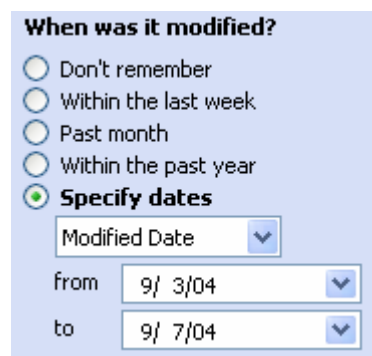 When was it modified?
Don't remember
Within the last week
Past month
Within the past year
Specify dates
Modified Date
from 9/ 3/04
to 9/ 7/04